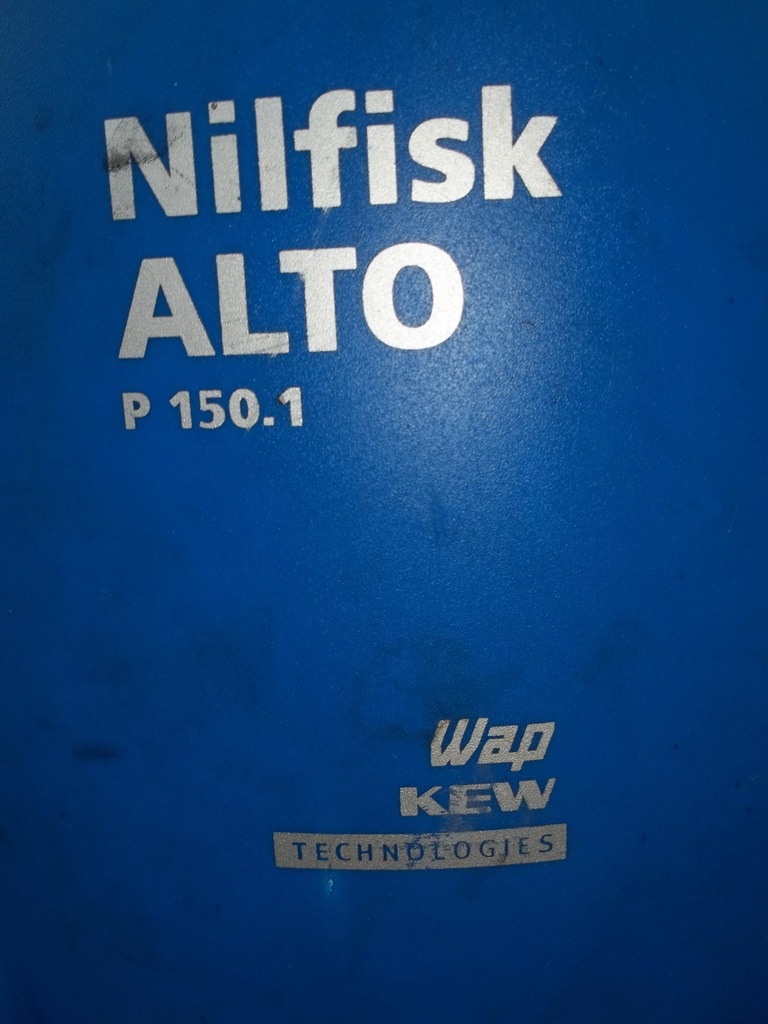 Nilfisk
ALTO
P 150.1
Wap
KEW
TECHNOLOGIES